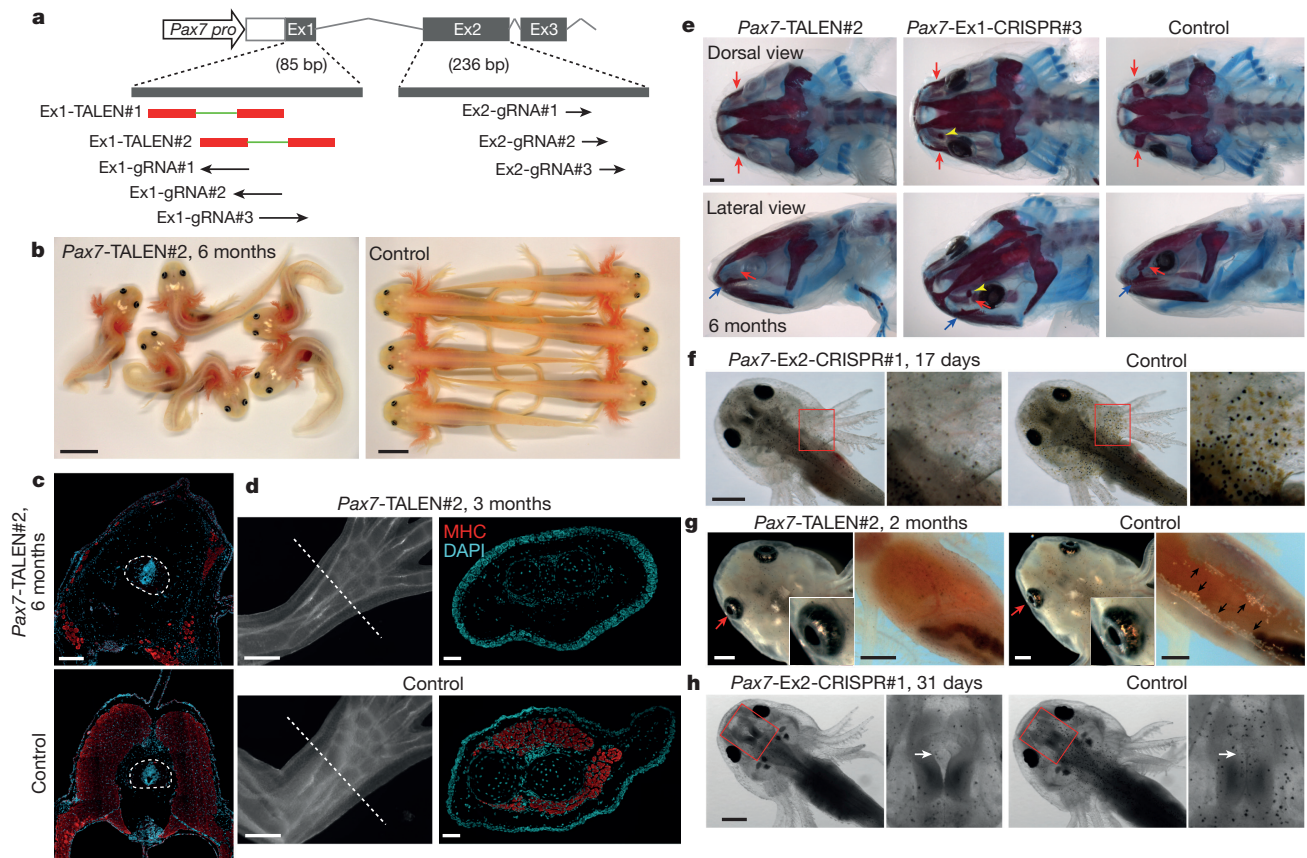 a
Pax7 pro
Ex1
Ex2
Ex3
(85 bp)
(236 bp)
Ex1-TALEN#1
Ex1-TALEN#2
Ex1-gRNA#1
Ex1-gRNA#2
Ex1-gRNA#3
Ex2-gRNA#1
Ex2-gRNA#2
Ex2-gRNA#3
b
Pax7-TALEN#2, 6 months
Control
c
Pax7-TALEN#2,
6 months
Control
d
Pax7-TALEN#2, 3 months
MHC
DAPI
Control
e
Pax7-TALEN#2
Pax7-Ex1-CRISPR#3
Control
Dorsal view
Lateral view
6 months
f
Pax7-Ex2-CRISPR#1, 17 days
Control
g
Pax7-TALEN#2, 2 months
Control
h
Pax7-Ex2-CRISPR#1, 31 days
Control